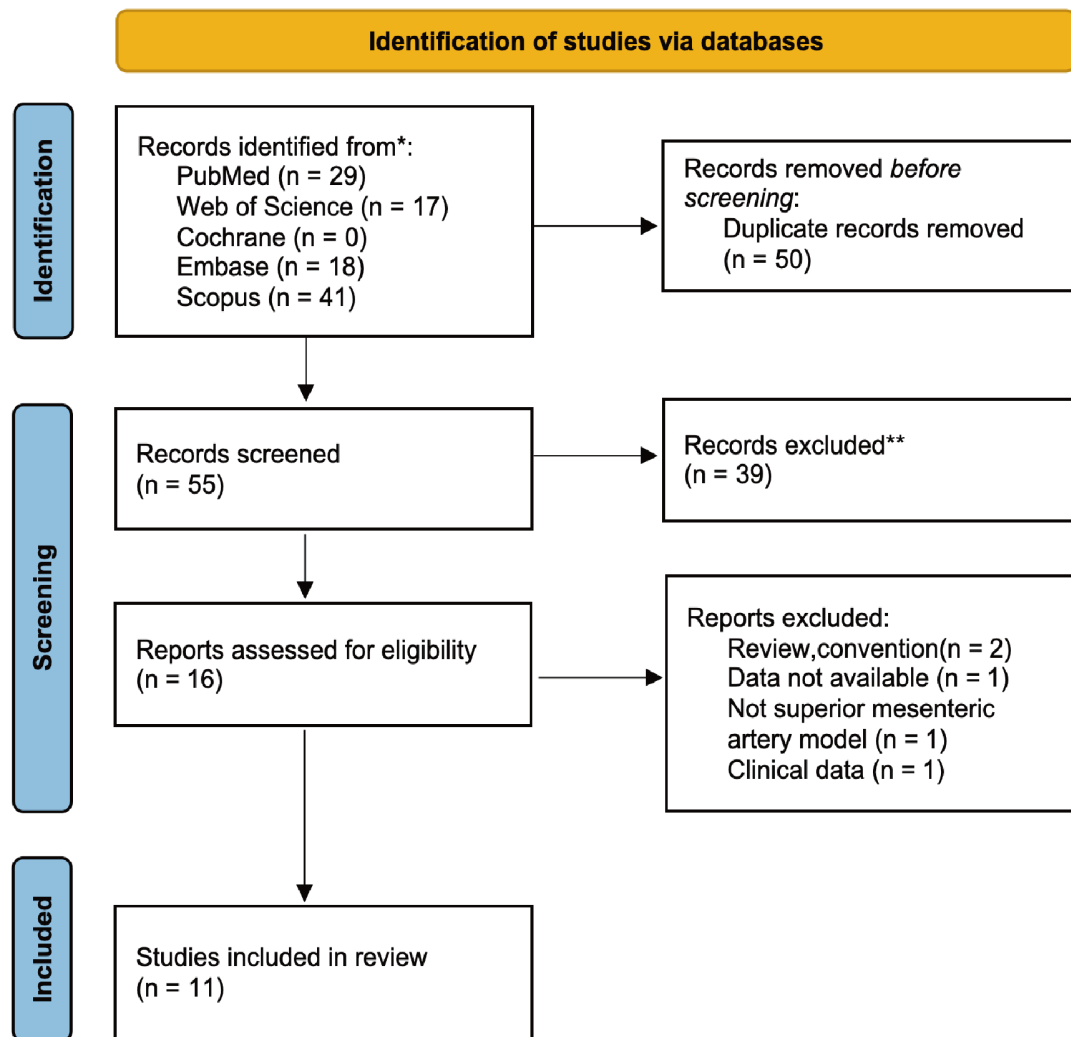 Identification of studies via databases
Identification
Records identified from*:
PubMed (n = 29)
Web of Science (n = 17)
Cochrane (n = 0)
Embase (n = 18)
Scopus (n = 41)
Records removed before
screening:
Duplicate records removed
(n = 50)
Screening
Records screened
(n = 55)
Records excluded**
(n = 39)
Reports assessed for eligibility
(n = 16)
Reports excluded:
Review,convention(n = 2)
Data not available (n = 1)
Not superior mesenteric
artery model (n = 1)
Clinical data (n = 1)
Included
Studies included in review
(n = 11)